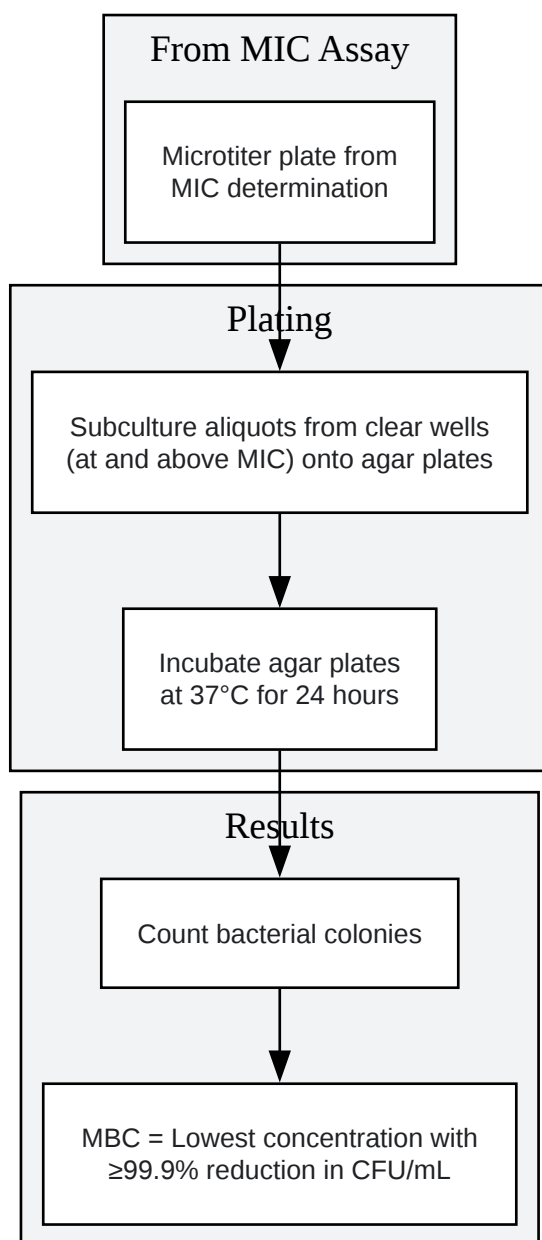 From MIC Assay
Microtiter plate from
MIC determination
Plating
Subculture aliquots from clear wells
(at and above MIC) onto agar plates
Incubate agar plates
at 37°C for 24 hours
Results
Count bacterial colonies
MBC = Lowest concentration with
≥99.9% reduction in CFU/mL